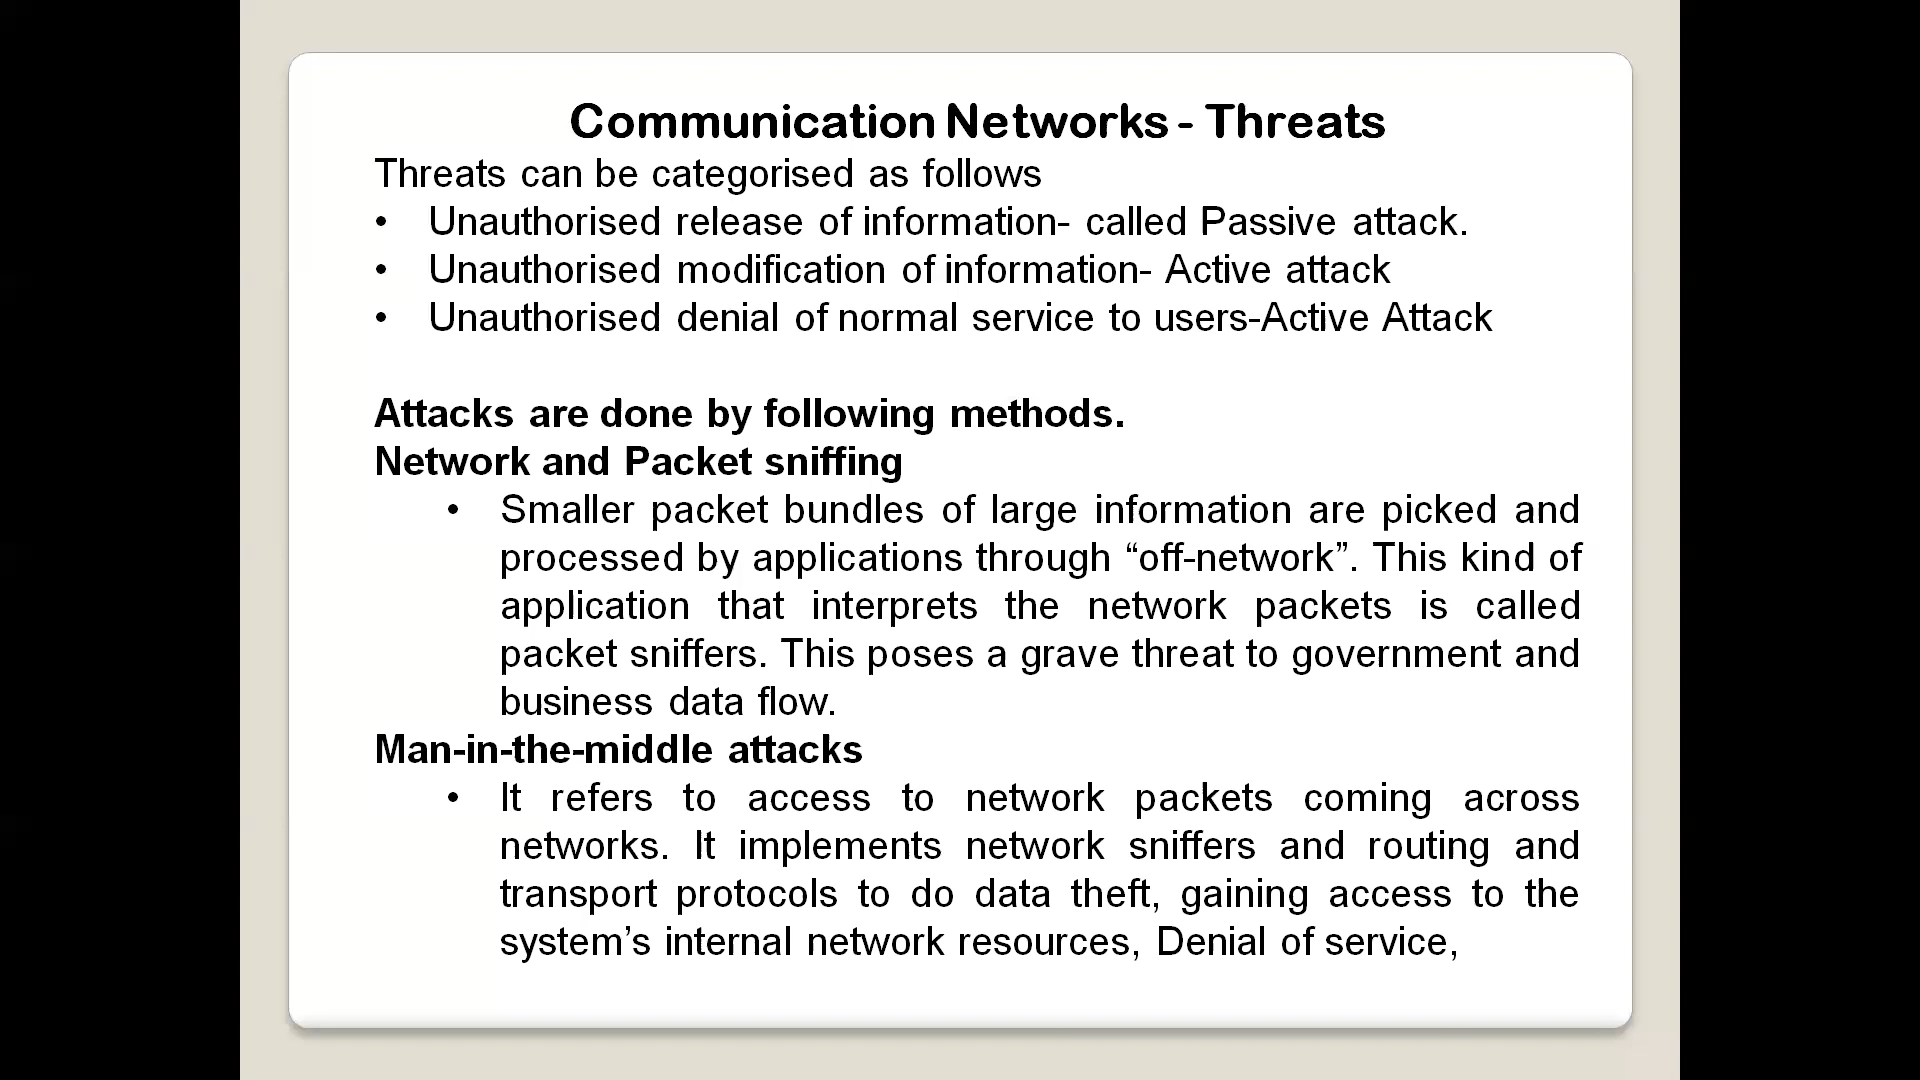 Communication Networks - Threats
Threats can be categorised as follows
• Unauthorised release of information- called Passive attack.
• Unauthorised modification of information- Active attack
• Unauthorised denial of normal service to users-Active Attack
Attacks are done by following methods.
Network and Packet sniffing
• Smaller packet bundles of large information are picked and
processed by applications through “off-network”. This kind of
application that interprets the network packets is called
packet sniffers. This poses a grave threat to government and
business data flow.
Man-in-the-middle attacks
• It refers to access to network packets coming across
networks. It implements network sniffers and routing and
transport protocols to do data theft, gaining access to the
system’s internal network resources, Denial of service,